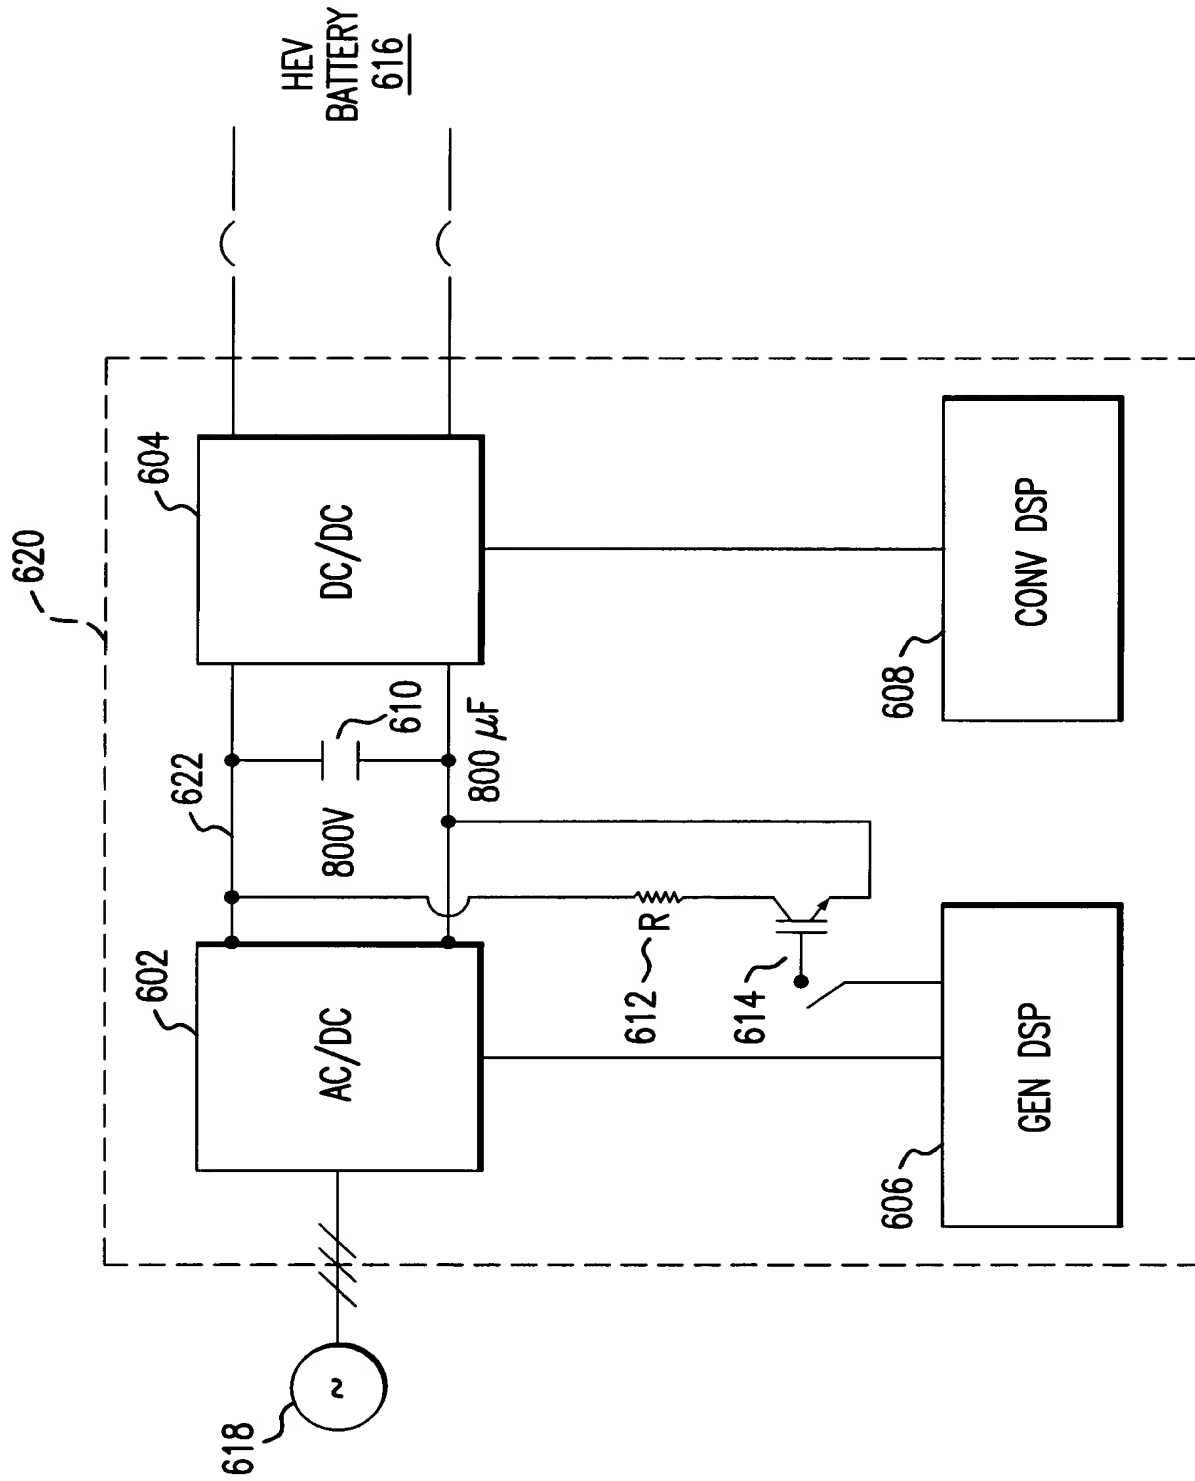 620
602
622
604
HEV
BATTERY
616
AC/DC
800V
610
DC/DC
618
~
800 µF
612
R
614
606
GEN DSP
608
CONV DSP